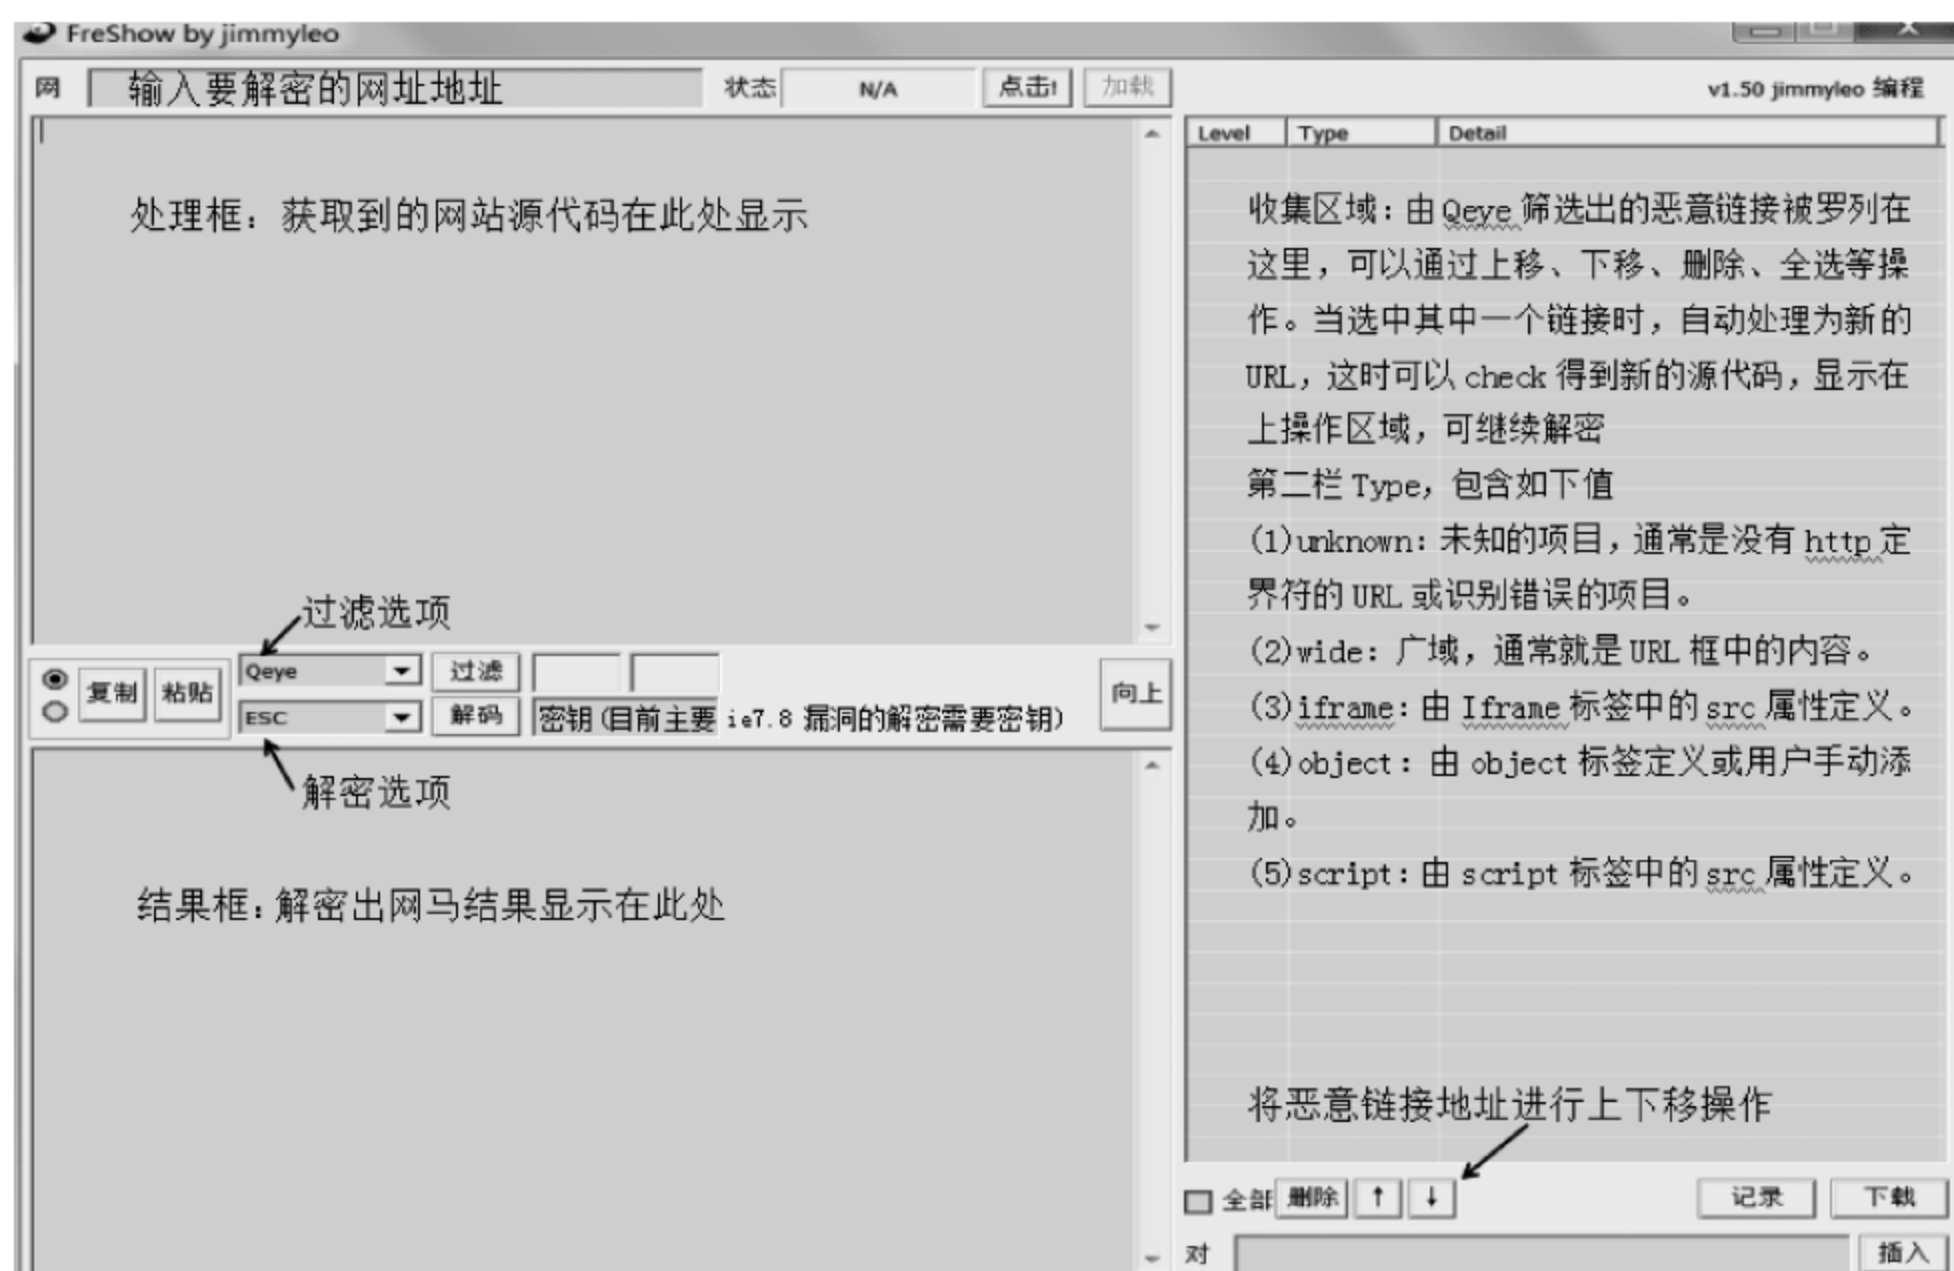 FreShow by jimmyleo
网 输入要解密的网址地址 状态 N/A 点击! 加载 v1.50 jimmyleo 编程
处理框：获取到的网站源代码在此处显示
过滤选项
复制 粘贴 Qeye 过滤 向上
ESC 解码 密钥(目前主要 ie7.8 漏洞的解密需要密钥)
解密选项
结果框：解密出网马结果显示在此处
Level Type Detail
收集区域：由 Qeye 筛选出的恶意链接被罗列在
这里，可以通过上移、下移、删除、全选等操
作。当选中其中一个链接时，自动处理为新的
URL，这时可以 check 得到新的源代码，显示在
上操作区域，可继续解密
第二栏 Type，包含如下值
(1)unknown：未知的项目，通常是没有 http 定
界符的 URL 或识别错误的项目。
(2)wide：广域，通常就是 URL 框中的内容。
(3)iframe：由 Iframe 标签中的 src 属性定义。
(4)object：由 object 标签定义或用户手动添
加。
(5)script：由 script 标签中的 src 属性定义。
将恶意链接地址进行上下移操作
全部 删除 ↑ ↓ 记录 下载
对 插入